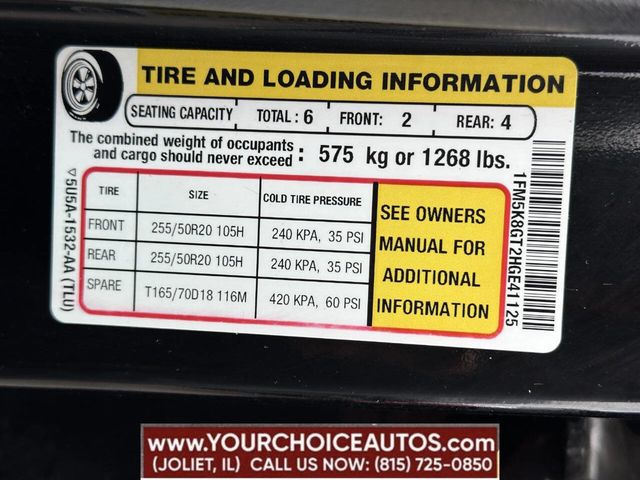 TIRE AND LOADING INFORMATION
SEATING CAPACITY TOTAL : 6 FRONT: 2 REAR: 4
The combined weight of occupants
and cargo should never exceed : 575 kg or 1268 lbs.
TIRE SIZE COLD TIRE PRESSURE
FRONT 255/50R20 105H 240 KPA, 35 PSI
REAR 255/50R20 105H 240 KPA, 35 PSI
SPARE T165/70D18 116M 420 KPA, 60 PSI
SEE OWNERS
MANUAL FOR
ADDITIONAL
INFORMATION
▽5U5A-1532-AA (TLU)
1FM5K8GT2HGE41125
www.YOURCHOICEAUTOS.com
(JOLIET, IL) CALL US NOW: (815) 725-0850